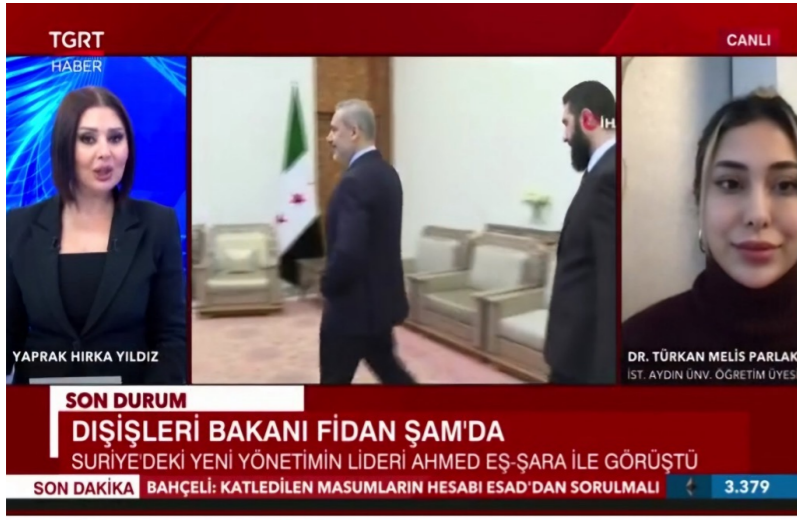 TGRT
HABER
CANLI
İH
YAPRAK HIRKA YILDIZ
DR. TÜRKAN MELİS PARLAK
İST. AYDIN ÜNV. ÖĞRETİM ÜYESİ
SON DURUM
DIŞİŞLERİ BAKANI FİDAN ŞAM'DA
SURİYE'DEKİ YENİ YÖNETİMİN LİDERİ AHMED EŞ-ŞARA İLE GÖRÜŞTÜ
SON DAKİKA BAHÇELİ: KATLEDİLEN MASUMLARIN HESABI ESAD'DAN SORULMALI 3.379